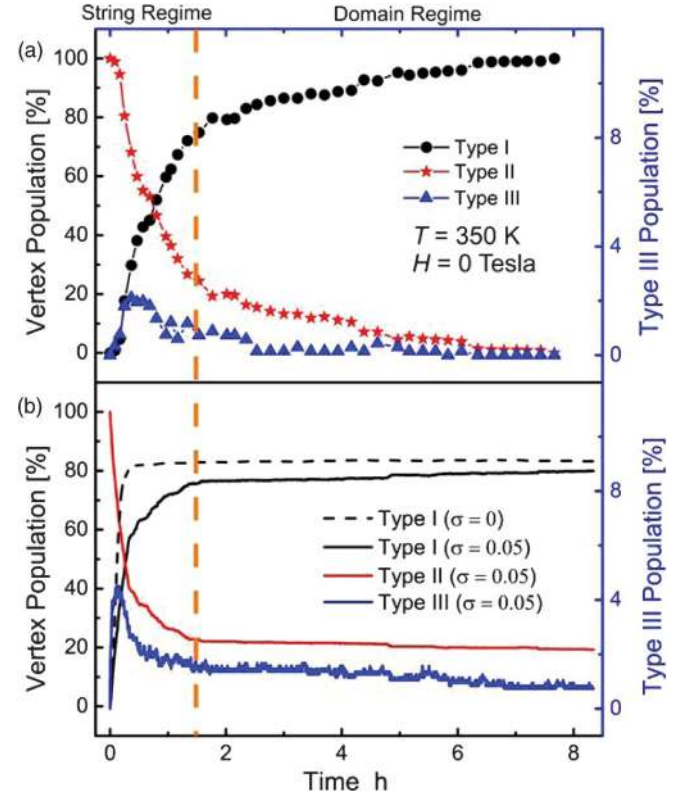 String Regime Domain Regime
(a)
100
80
60
40
20
0
Vertex Population [%]
Type I
Type II
Type III
T = 350 K
H = 0 Tesla
8
4
0
Type III Population [%]
(b)
100
80
60
40
20
0
Vertex Population [%]
Type I (σ = 0)
Type I (σ = 0.05)
Type II (σ = 0.05)
Type III (σ = 0.05)
8
4
0
Type III Population [%]
0 2 4 6 8
Time h